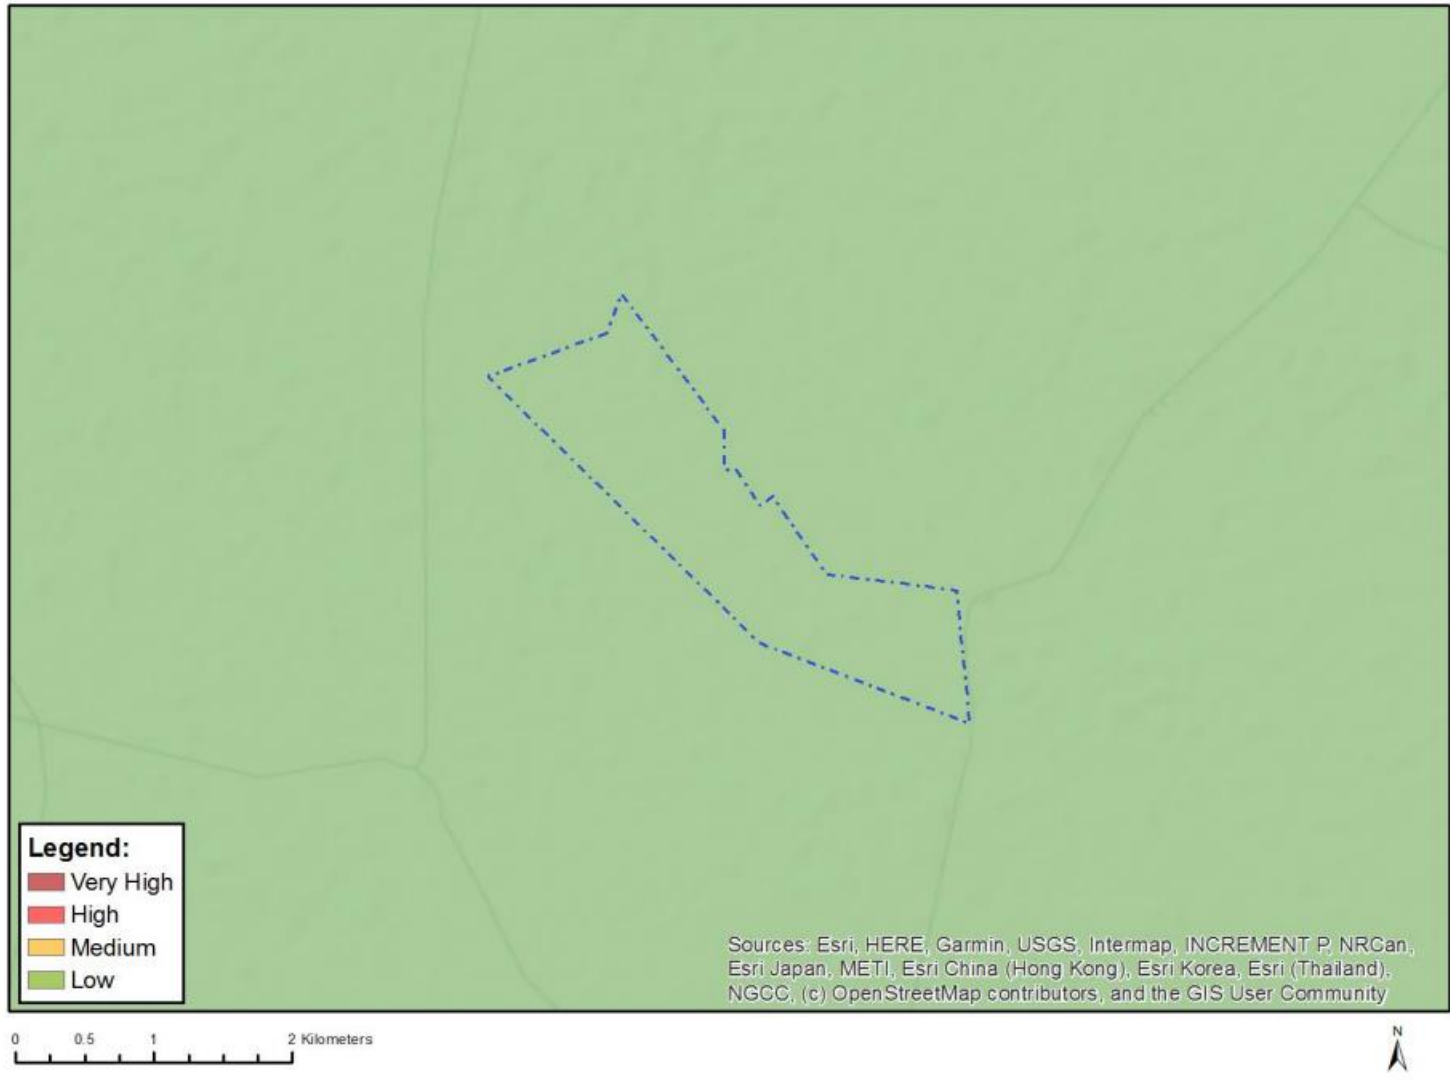 Legend:
Very High
High
Medium
Low
Sources: Esri, HERE, Garmin, USGS, Intermap, INCREMENT P, NRCan,
Esri Japan, METI, Esri China (Hong Kong), Esri Korea, Esri (Thailand),
NGCC, (c) OpenStreetMap contributors, and the GIS User Community
0 0.5 1 2 Kilometers
N